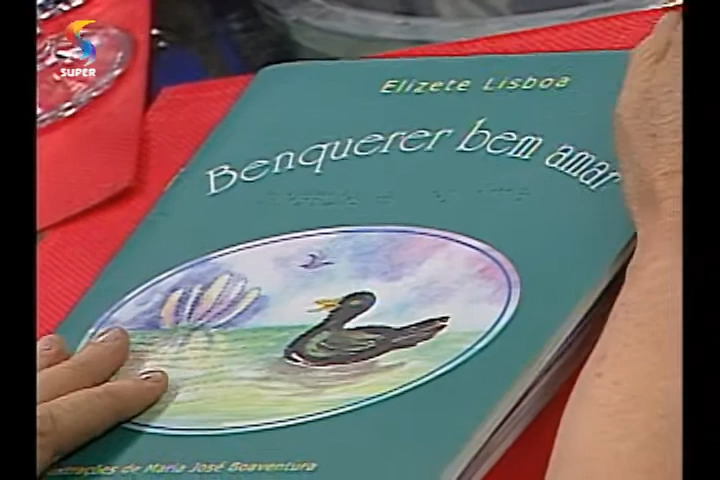 SUPER
Elizete Lisboa
Benquerer bem amar
ilustrações de Maria José Boaventura